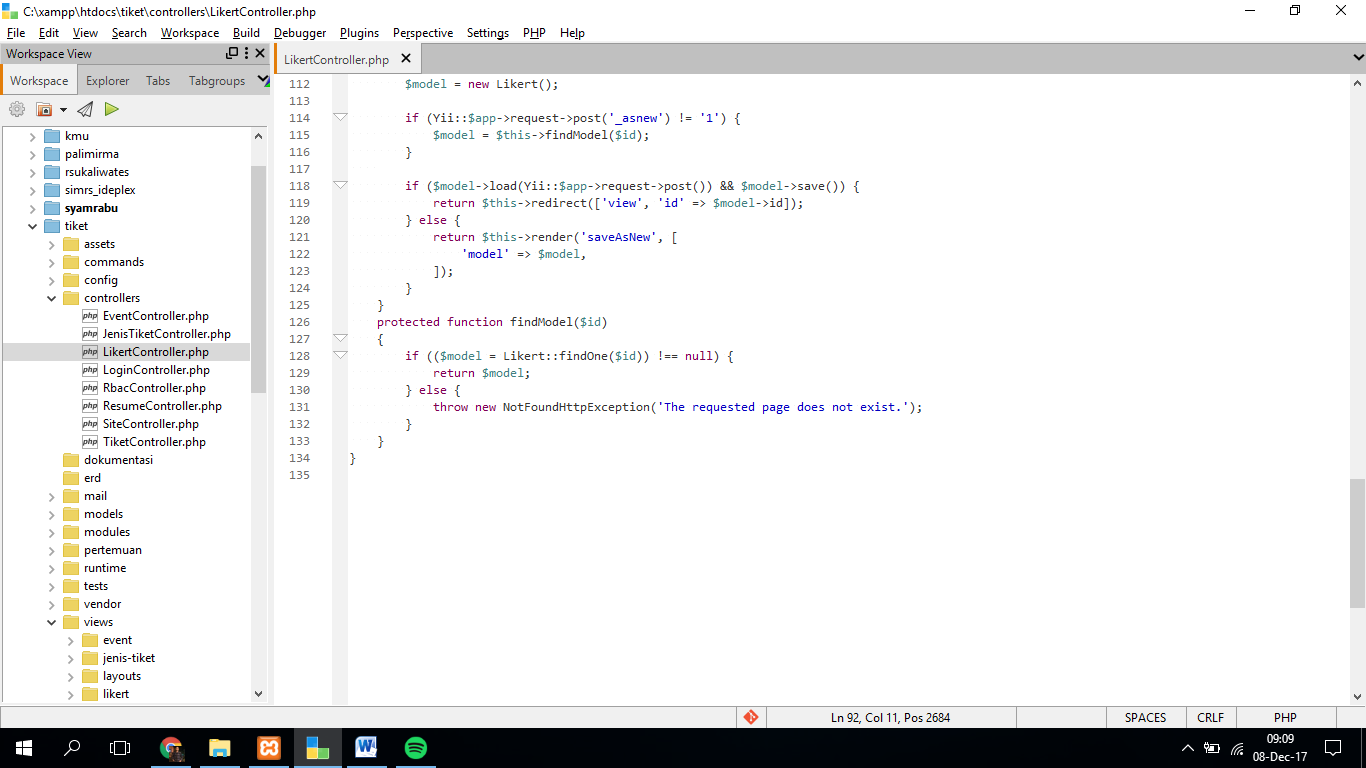 C:\xampp\htdocs\tiket\controllers\LikertController.php
File Edit View Search Workspace Build Debugger Plugins Perspective Settings PHP Help
Workspace View
Workspace Explorer Tabs Tabgroups
kmu
palimirma
rsukaliwates
simrs_ideplex
syamrabu
tiket
assets
commands
config
controllers
php EventController.php
php JenisTiketController.php
php LikertController.php
php LoginController.php
php RbacController.php
php ResumeController.php
php SiteController.php
php TiketController.php
dokumentasi
erd
mail
models
modules
pertemuan
runtime
tests
vendor
views
event
jenis-tiket
layouts
likert
LikertController.php
112 $model = new Likert();
113
114 if (Yii::$app->request->post('_asnew') != '1') {
115 $model = $this->findModel($id);
116 }
117
118 if ($model->load(Yii::$app->request->post()) && $model->save()) {
119 return $this->redirect(['view', 'id' => $model->id]);
120 } else {
121 return $this->render('saveAsNew', [
122 'model' => $model,
123 ]);
124 }
125 }
126 protected function findModel($id)
127 {
128 if (($model = Likert::findOne($id)) !== null) {
129 return $model;
130 } else {
131 throw new NotFoundHttpException('The requested page does not exist.');
132 }
133 }
134 }
135
Ln 92, Col 11, Pos 2684 SPACES CRLF PHP
09:09
08-Dec-17